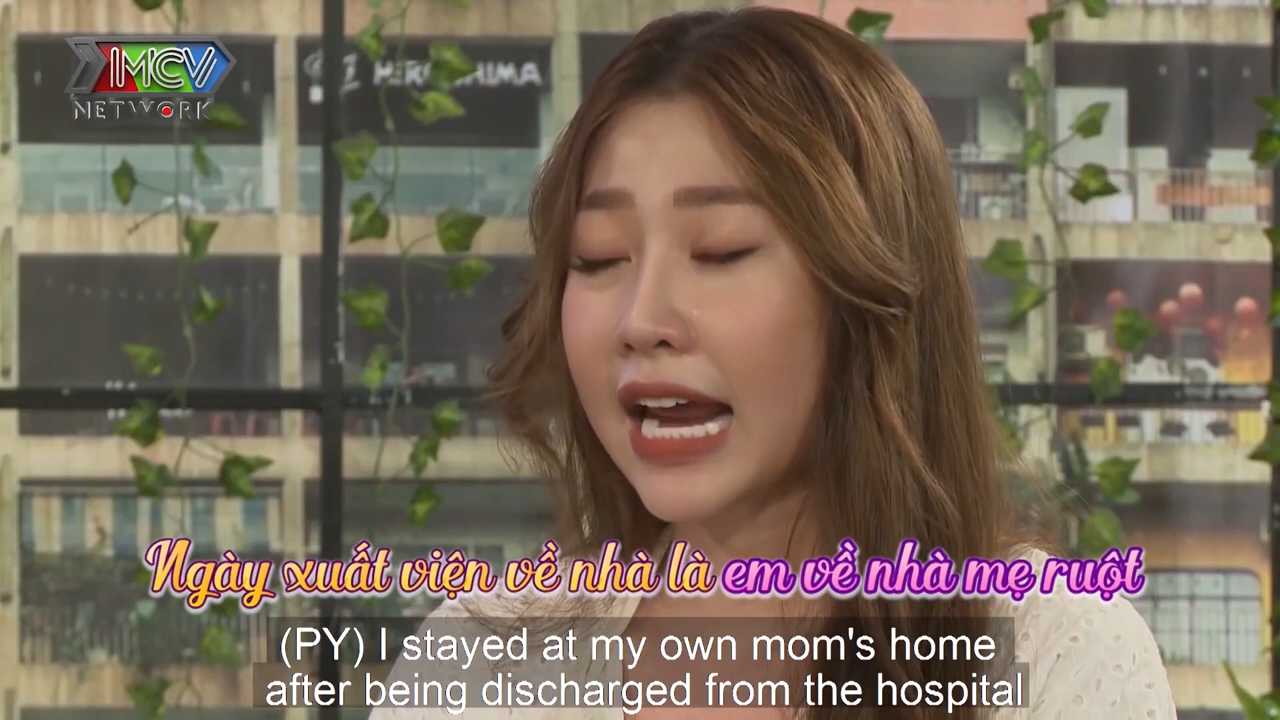 MCV
NETWORK
HIROSHIMA
Ngày xuất viện về nhà là em về nhà mẹ ruột
(PY) I stayed at my own mom's home
after being discharged from the hospital